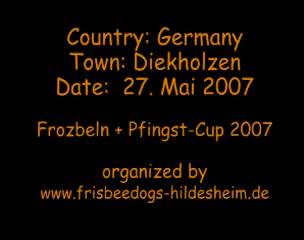 Country: Germany
Town: Diekholzen
Date: 27. Mai 2007
Frozbeln + Pfingst-Cup 2007
organized by
www.frisbeedogs-hildesheim.de